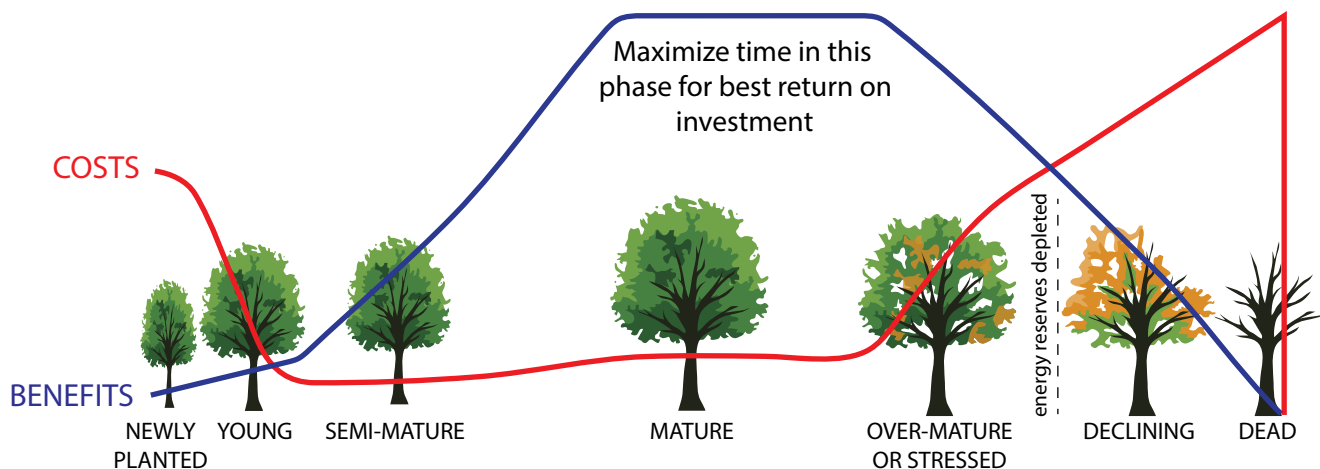 Maximize time in this
phase for best return on
investment
COSTS
BENEFITS
energy reserves depleted
NEWLY
PLANTED
YOUNG
SEMI-MATURE
MATURE
OVER-MATURE
OR STRESSED
DECLINING
DEAD